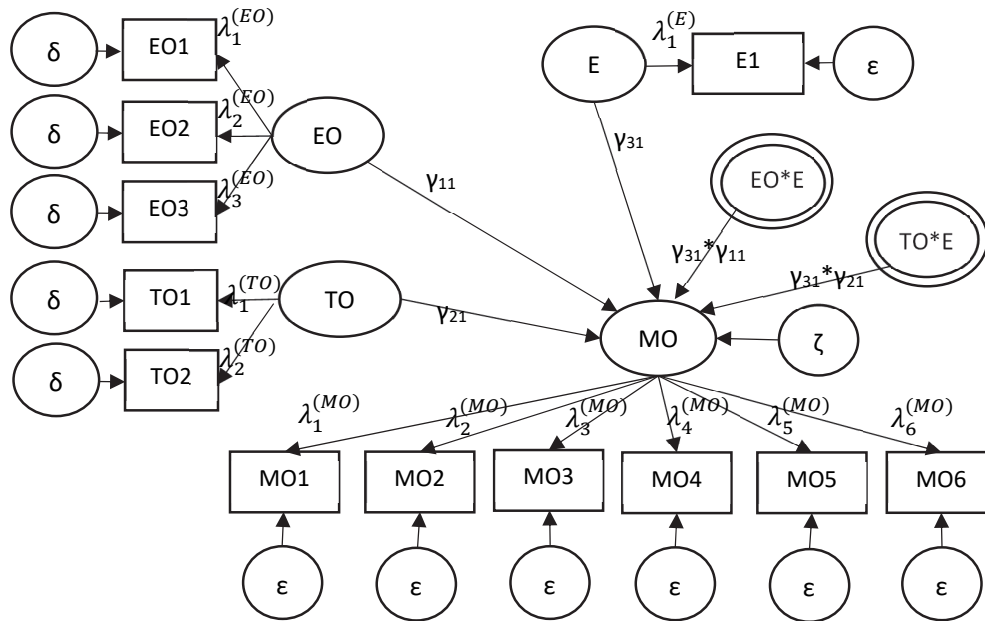 δ EO1 λ₁^(EO)
δ EO2 λ₂^(EO)
δ EO3 λ₃^(EO)
EO
γ₁₁
E λ₁^(E) E1 ε
γ₃₁
EO*E
γ₃₁*γ₁₁
TO*E
γ₃₁*γ₂₁
δ TO1 λ₁^(TO)
δ TO2 λ₂^(TO)
TO
γ₂₁
MO
ζ
λ₁^(MO) λ₂^(MO) λ₃^(MO) λ₄^(MO) λ₅^(MO) λ₆^(MO)
MO1 MO2 MO3 MO4 MO5 MO6
ε ε ε ε ε ε